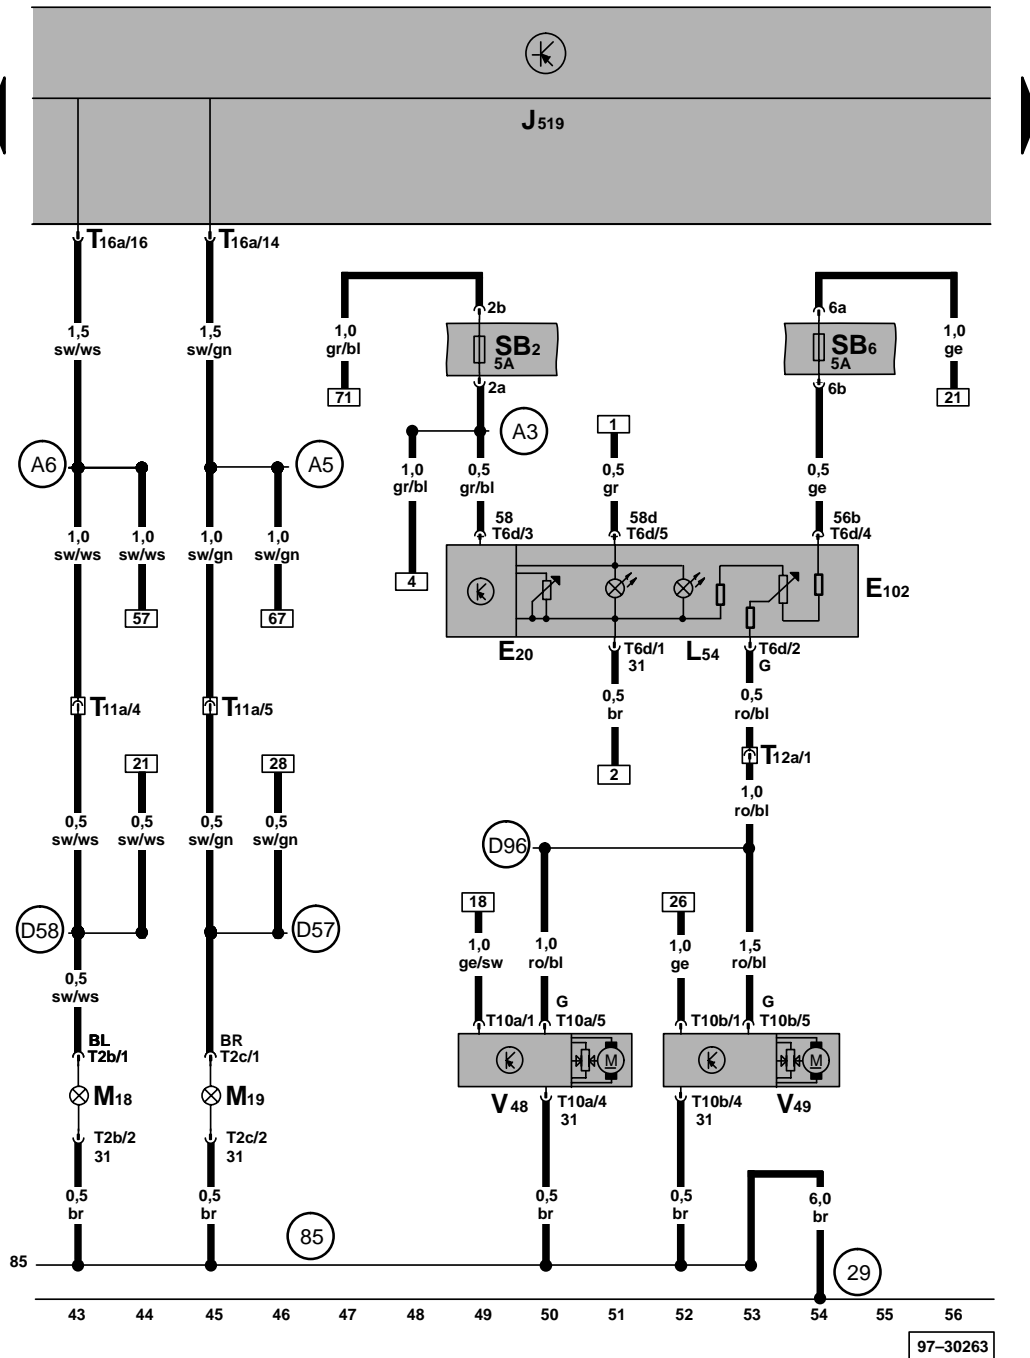 J519
T16a/16
T16a/14
2b
6a
1,5
sw/ws
1,5
sw/gn
1,0
gr/bl
SB2
5A
SB6
5A
1,0
ge
71
2a
6b
21
A6
A5
A3
1
1,0
gr/bl
0,5
gr/bl
0,5
gr
0,5
ge
58
T6d/3
58d
T6d/5
56b
T6d/4
1,0
sw/ws
1,0
sw/ws
1,0
sw/gn
1,0
sw/gn
4
E102
57
67
E20
T6d/1
31
L54
T6d/2
G
T11a/4
T11a/5
0,5
br
0,5
ro/bl
21
28
2
T12a/1
1,0
ro/bl
0,5
sw/ws
0,5
sw/ws
0,5
sw/gn
0,5
sw/gn
D96
18
26
D58
D57
1,0
ge/sw
1,0
ro/bl
1,0
ge
1,5
ro/bl
0,5
sw/ws
G
G
T10a/1
T10a/5
T10b/1
T10b/5
BL
T2b/1
BR
T2c/1
M
M
M18
M19
V48
T10a/4
31
T10b/4
31
V49
T2b/2
31
T2c/2
31
0,5
br
0,5
br
0,5
br
0,5
br
6,0
br
85
85
29
43 44 45 46 47 48 49 50 51 52 53 54 55 56
97–30263